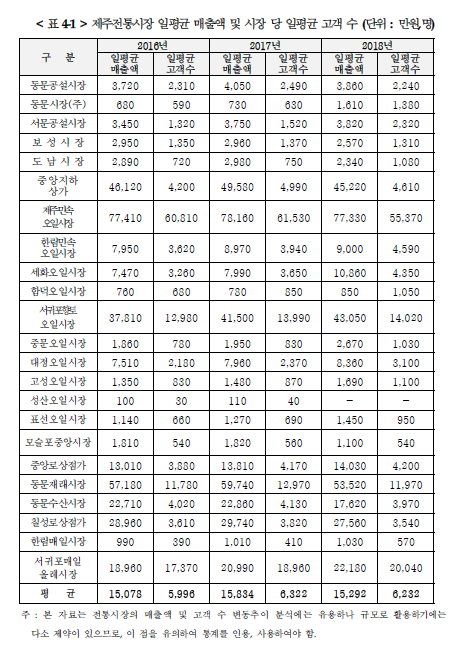 < 표 4-1 > 제주전통시장 일평균 매출액 및 시장 당 일평균 고객 수 (단위 : 만원,명)
구 분 2016년 2017년 2018년
일평균 매출액 일평균 고객수 일평균 매출액 일평균 고객수 일평균 매출액 일평균 고객수
동문공설시장 3,720 2,310 4,050 2,490 3,860 2,240
동문시장(주) 680 590 730 630 1,610 1,380
서문공설시장 3,450 1,320 3,750 1,520 3,820 2,320
보 성 시 장 2,950 1,350 2,960 1,370 2,570 1,310
도 남 시 장 2,890 720 2,980 750 2,340 1,080
중앙지하 상가 46,120 4,200 49,580 4,990 45,220 4,610
제주민속 오일시장 77,410 60,810 78,160 61,530 77,330 55,370
한림민속 오일시장 7,950 3,620 8,970 3,940 9,000 4,590
세화오일시장 7,470 3,260 7,990 3,650 10,860 4,350
함덕오일시장 760 680 780 850 850 1,050
서귀포향토 오일시장 37,810 12,980 41,500 13,990 43,050 14,020
중문오일시장 1,860 780 1,950 830 2,670 1,030
대정오일시장 7,510 2,180 7,960 2,370 8,360 3,100
고성오일시장 1,350 830 1,480 870 1,690 1,100
성산오일시장 100 30 110 40 - -
표선오일시장 1,140 660 1,270 690 1,450 950
모슬포중앙시장 1,810 540 1,820 560 1,100 540
중앙로상점가 13,010 3,880 13,810 4,170 14,030 4,200
동문재래시장 57,180 11,780 59,740 12,970 53,520 11,970
동문수산시장 22,710 4,020 22,860 4,130 17,620 3,970
칠성로상점가 28,960 3,610 29,740 3,820 27,560 3,540
한림매일시장 990 390 1,010 410 1,030 570
서귀포매일 올레시장 18,960 17,370 20,990 18,960 22,180 20,040
평 균 15,078 5,996 15,834 6,322 15,292 6,232
주 : 본 자료는 전통시장의 매출액 및 고객 수 변동추이 분석에는 유용하나 규모로 활용하기에는
다소 제약이 있으므로, 이 점을 유의하여 통계를 인용, 사용하여야 함.